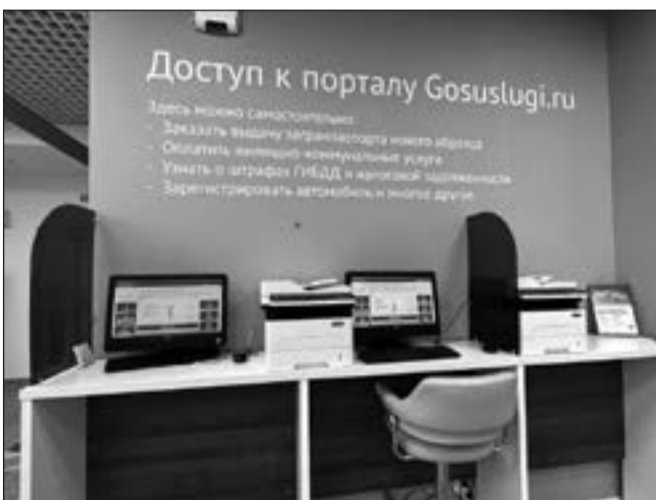 Доступ к порталу Gosuslugi.ru
Здесь можно самостоятельно:
- Заказать выдачу загранпаспорта нового образца
- Оплатить жилищно-коммунальные услуги
- Узнать о штрафах ГИБДД и налоговой задолженности
- Зарегистрировать автомобиль и многое другое